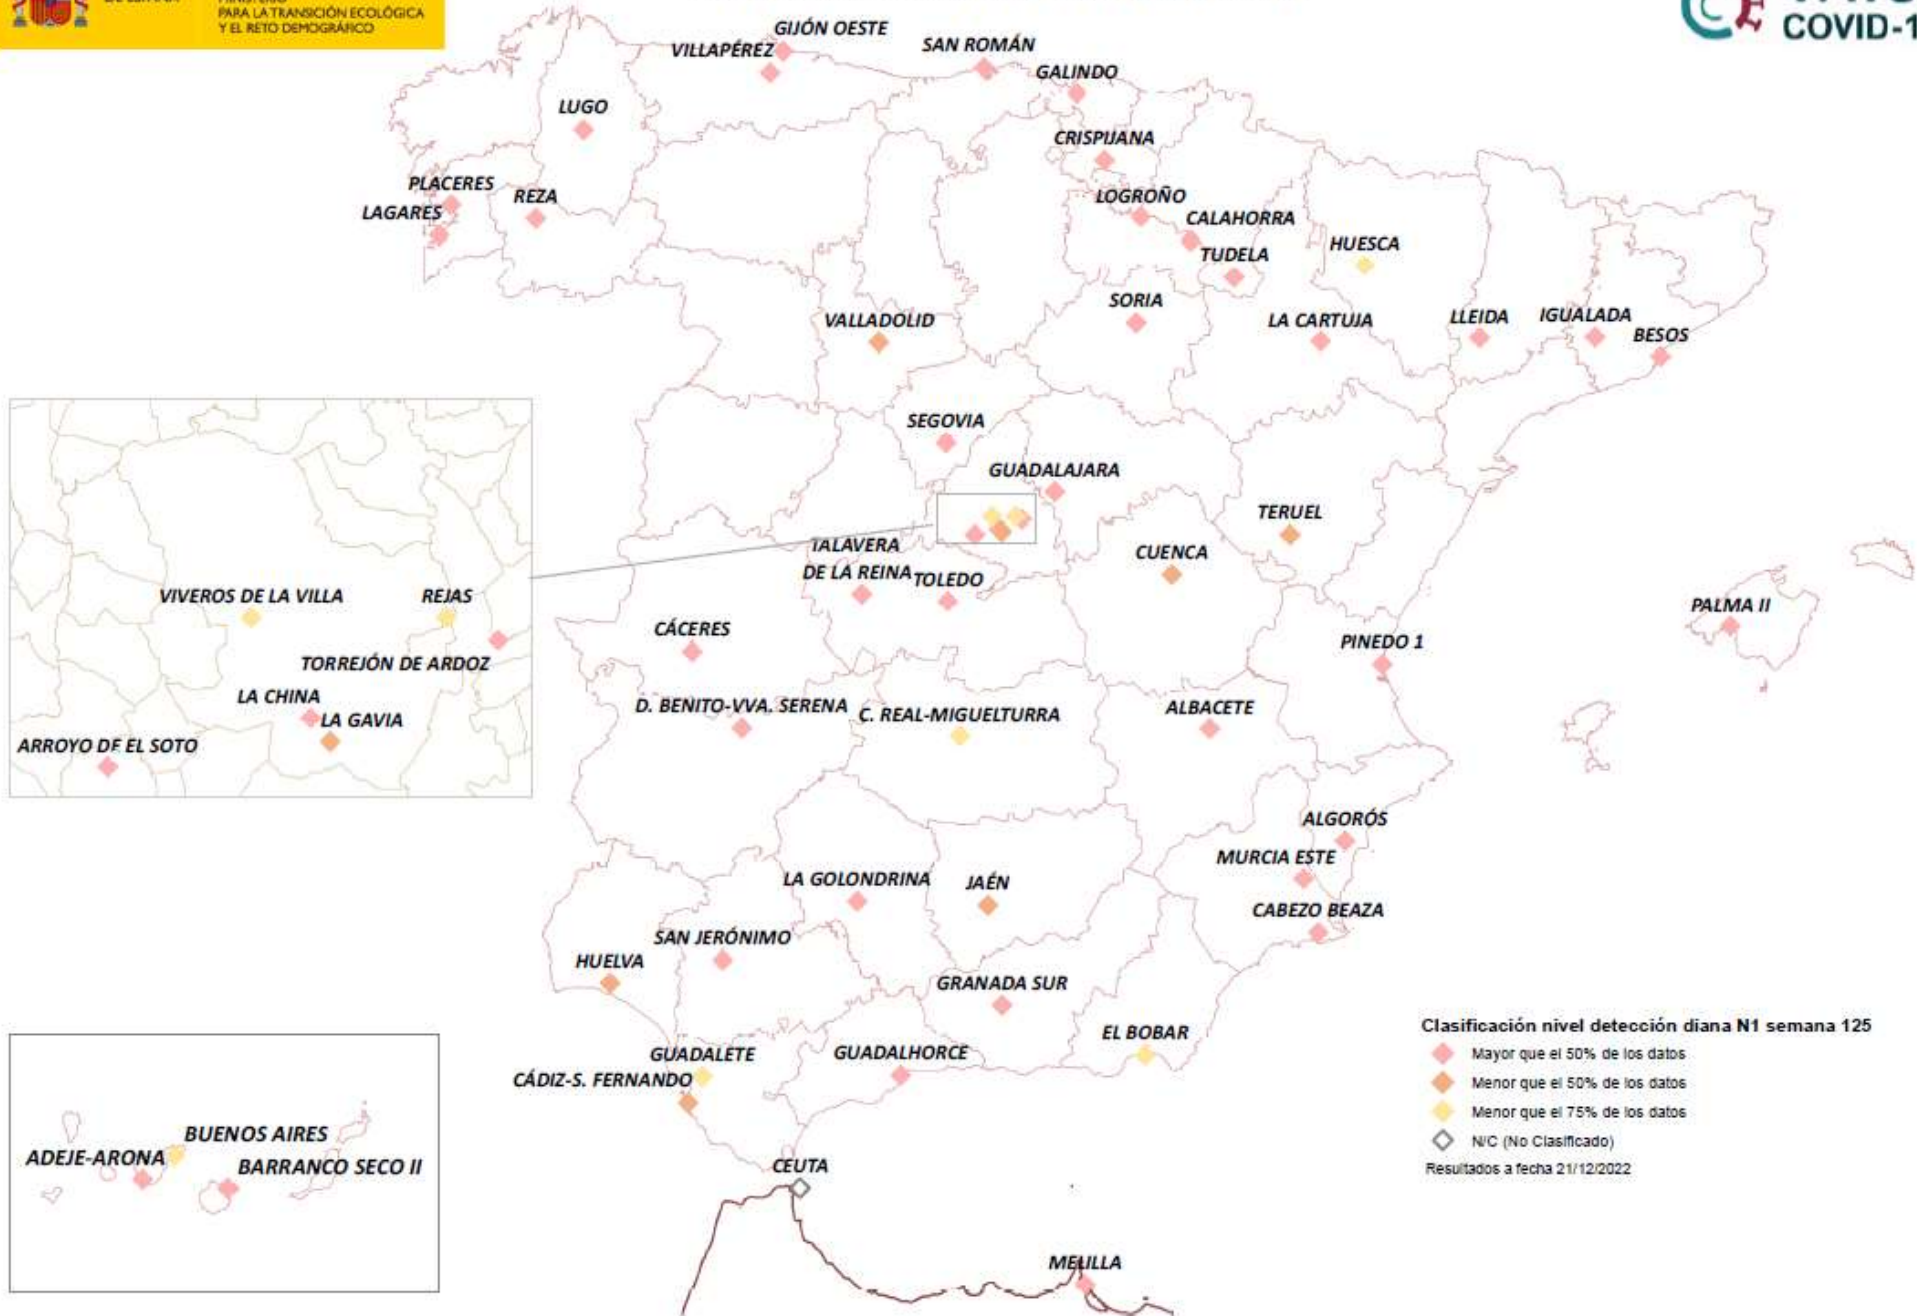 PARA LA TRANSICIÓN ECOLÓGICA
Y EL RETO DEMOGRÁFICO
COVID-1
GIJÓN OESTE
VILLAPÉREZ
SAN ROMÁN
GALINDO
LUGO
CRISPIJANA
PLACERES
REZA
LOGROÑO
LAGARES
CALAHORRA
HUESCA
TUDELA
SORIA
VALLADOLID
LA CARTUJA
LLEIDA
IGUALADA
BESOS
SEGOVIA
GUADALAJARA
TERUEL
TALAVERA
DE LA REINA
TOLEDO
CUENCA
VIVEROS DE LA VILLA
REJAS
TORREJÓN DE ARDOZ
LA CHINA
LA GAVIA
ARROYO DE EL SOTO
PALMA II
CÁCERES
PINEDO 1
D. BENITO-VVA. SERENA
C. REAL-MIGUELTURRA
ALBACETE
ALGORÓS
MURCIA ESTE
LA GOLONDRINA
JAÉN
CABEZO BEAZA
SAN JERÓNIMO
HUELVA
GRANADA SUR
EL BOBAR
GUADALETE
GUADALHORCE
CÁDIZ-S. FERNANDO
BUENOS AIRES
ADEJE-ARONA
BARRANCO SECO II
CEUTA
MELILLA
Clasificación nivel detección diana N1 semana 125
Mayor que el 50% de los datos
Menor que el 50% de los datos
Menor que el 75% de los datos
N/C (No Clasificado)
Resultados a fecha 21/12/2022